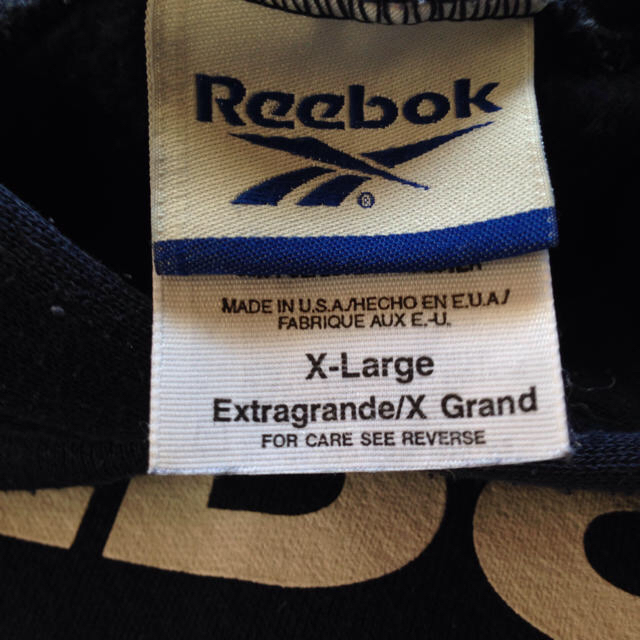 Reebok
®
MADE IN U.S.A/HECHO EN E.U.A/
FABRIQUE AUX E.-U.
X-Large
Extragrande/X Grand
FOR CARE SEE REVERSE